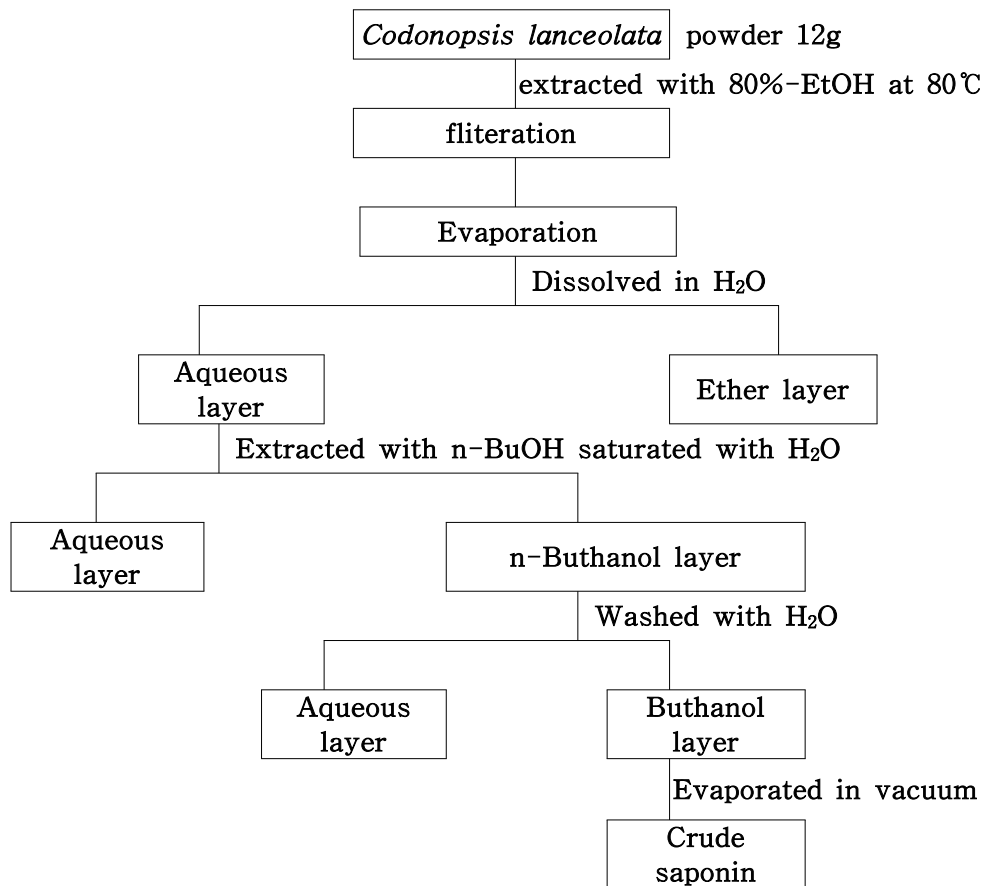 Codonopsis lanceolata powder 12g
extracted with 80%-EtOH at 80℃
fliteration
Evaporation
Dissolved in H₂O
Aqueous
layer
Ether layer
Extracted with n-BuOH saturated with H₂O
Aqueous
layer
n-Buthanol layer
Washed with H₂O
Aqueous
layer
Buthanol
layer
Evaporated in vacuum
Crude
saponin